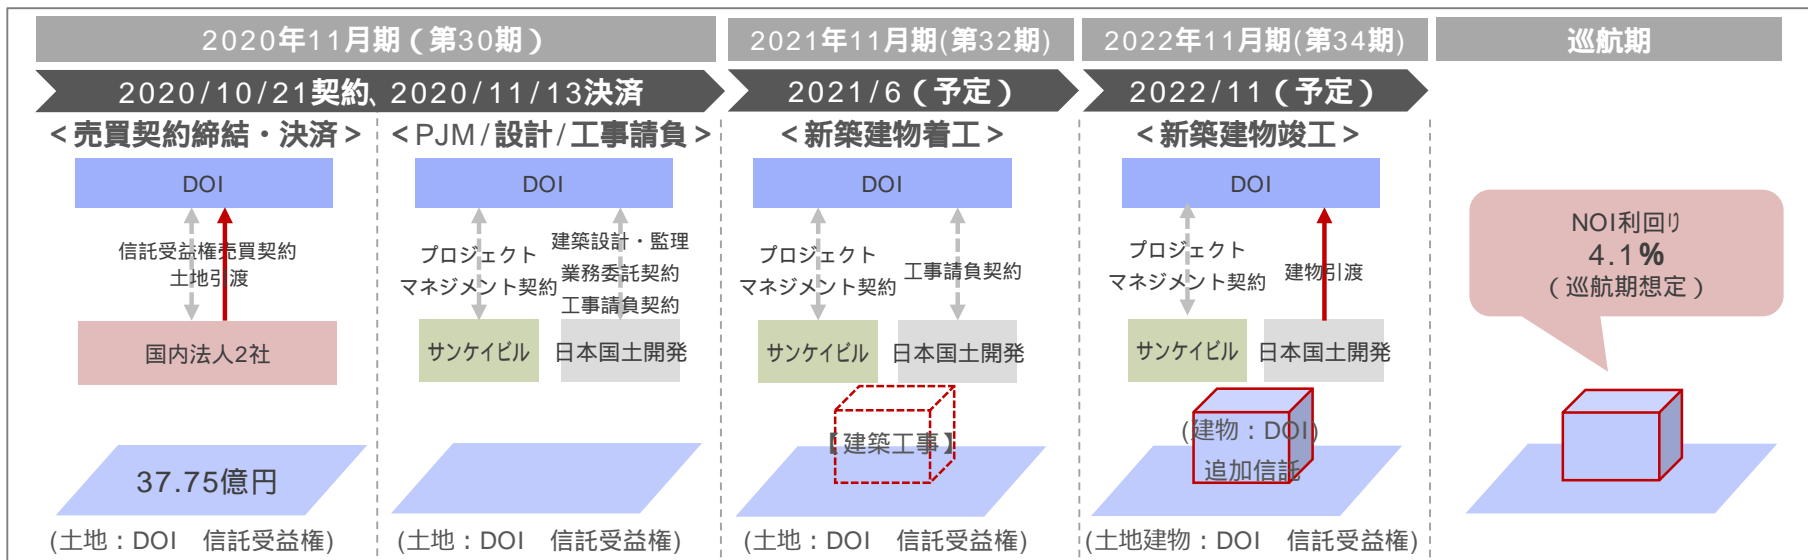 2020年11月期（第30期）
2021年11月期(第32期)
2022年11月期(第34期)
巡航期
2020/10/21契約、2020/11/13決済
2021/6（予定）
2022/11（予定）
＜売買契約締結・決済＞
＜PJM/設計/工事請負＞
＜新築建物着工＞
＜新築建物竣工＞
DOI
DOI
DOI
DOI
信託受益権売買契約
土地引渡
プロジェクト
マネジメント契約
建築設計・監理
業務委託契約
工事請負契約
プロジェクト
マネジメント契約
工事請負契約
プロジェクト
マネジメント契約
建物引渡
NOI利回り
4.1%
（巡航期想定）
国内法人2社
サンケイビル
日本国土開発
サンケイビル
日本国土開発
サンケイビル
日本国土開発
37.75億円
【建築工事】
(建物：DOI)
追加信託
(土地：DOI　信託受益権)
(土地：DOI　信託受益権)
(土地：DOI　信託受益権)
(土地建物：DOI　信託受益権)